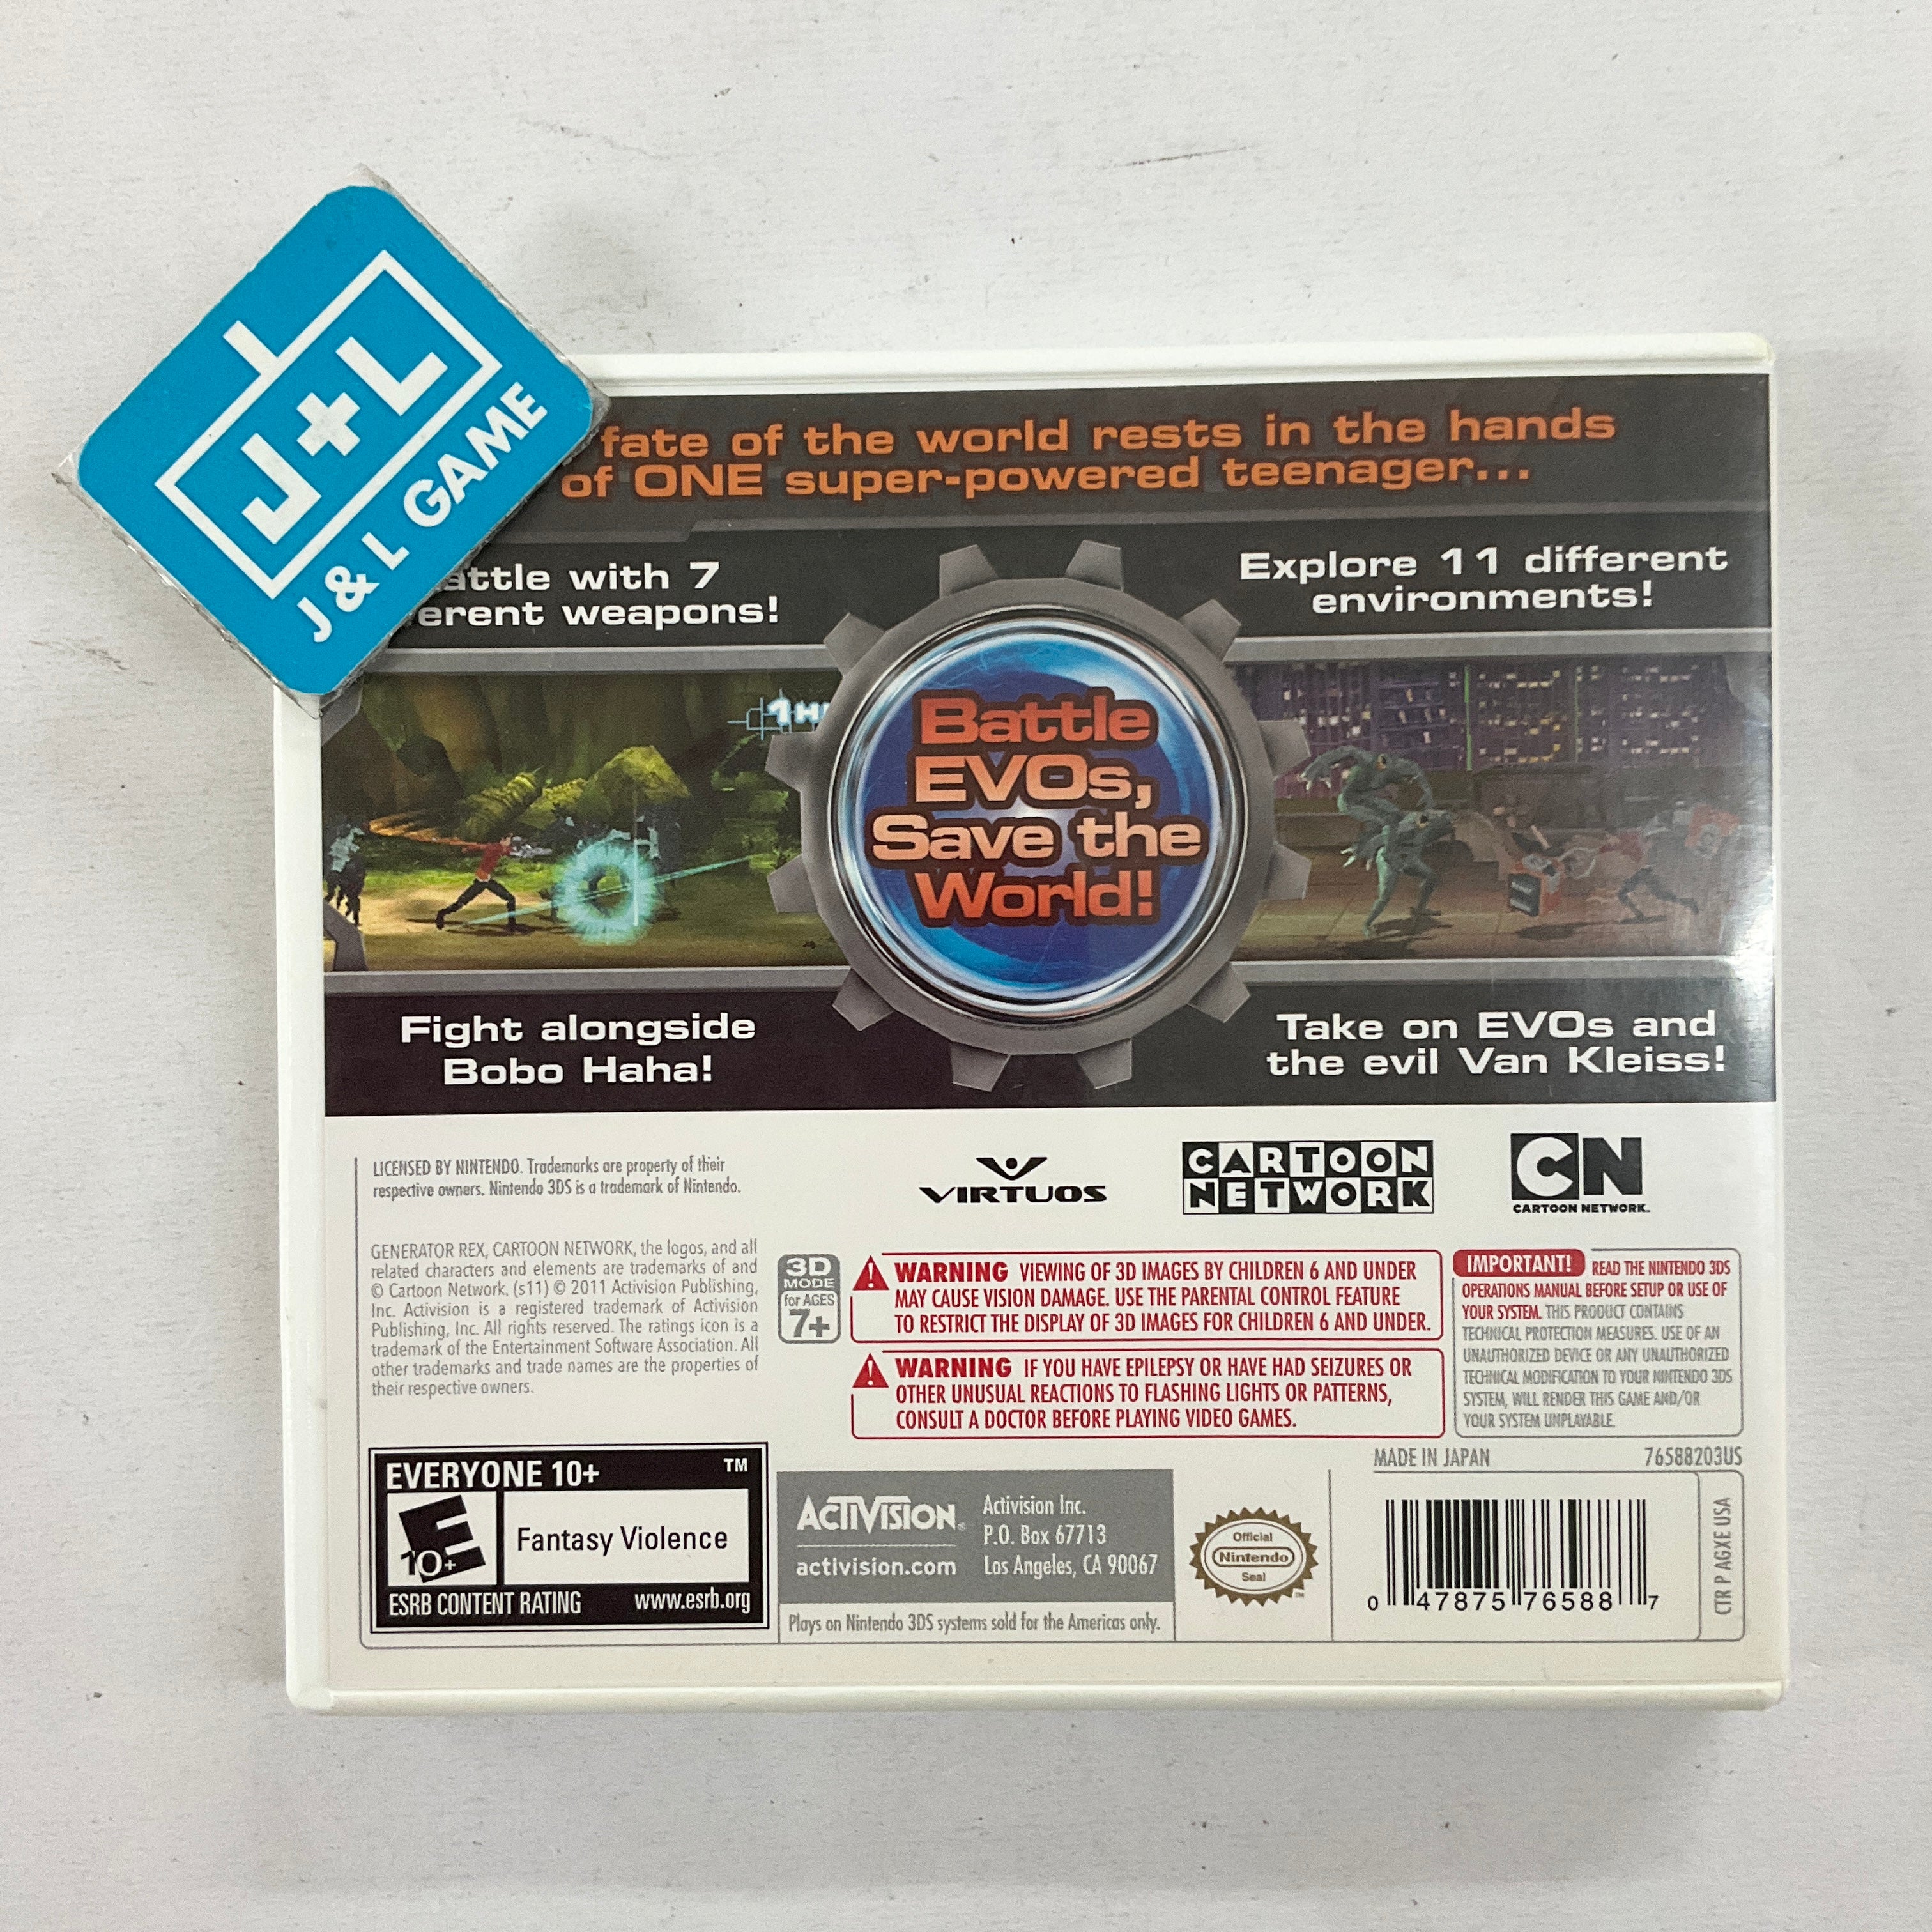 J+L
J & L GAME
fate of the world rests in the hands
of ONE super-powered teenager...
attle with 7
erent weapons!
Explore 11 different
environments!
1
Battle
EVOs,
Save the
World!
Fight alongside
Bobo Haha!
Take on EVOs and
the evil Van Kleiss!
LICENSED BY NINTENDO. Trademarks are property of their
respective owners. Nintendo 3DS is a trademark of Nintendo.
VIRTUOS
CARTOON
NETWORK
CN
CARTOON NETWORK.
GENERATOR REX, CARTOON NETWORK, the logos, and all
related characters and elements are trademarks of and
© Cartoon Network. (s11) © 2011 Activision Publishing,
Inc. Activision is a registered trademark of Activision
Publishing, Inc. All rights reserved. The ratings icon is a
trademark of the Entertainment Software Association. All
other trademarks and trade names are the properties of
their respective owners.
3D
MODE
for AGES
7+
WARNING VIEWING OF 3D IMAGES BY CHILDREN 6 AND UNDER
MAY CAUSE VISION DAMAGE. USE THE PARENTAL CONTROL FEATURE
TO RESTRICT THE DISPLAY OF 3D IMAGES FOR CHILDREN 6 AND UNDER.
WARNING IF YOU HAVE EPILEPSY OR HAVE HAD SEIZURES OR
OTHER UNUSUAL REACTIONS TO FLASHING LIGHTS OR PATTERNS,
CONSULT A DOCTOR BEFORE PLAYING VIDEO GAMES.
IMPORTANT! READ THE NINTENDO 3DS
OPERATIONS MANUAL BEFORE SETUP OR USE OF
YOUR SYSTEM. THIS PRODUCT CONTAINS
TECHNICAL PROTECTION MEASURES. USE OF AN
UNAUTHORIZED DEVICE OR ANY UNAUTHORIZED
TECHNICAL MODIFICATION TO YOUR NINTENDO 3DS
SYSTEM, WILL RENDER THIS GAME AND/OR
YOUR SYSTEM UNPLAYABLE.
MADE IN JAPAN 76588203US
EVERYONE 10+ ™
E
10+
Fantasy Violence
ESRB CONTENT RATING www.esrb.org
ACTIVISION®
activision.com
Activision Inc.
P.O. Box 67713
Los Angeles, CA 90067
Plays on Nintendo 3DS systems sold for the Americas only.
Official
Nintendo
Seal
™
0 47875 76588 7
CTR P AGXE USA